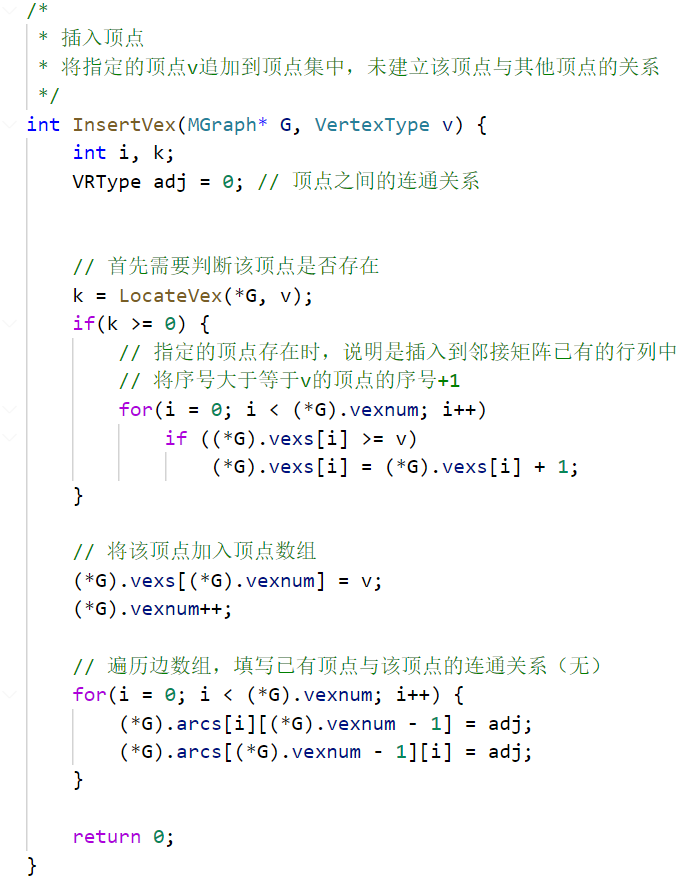 /*
 * 插入顶点
 * 将指定的顶点v追加到顶点集中，未建立该顶点与其他顶点的关系
 */
int InsertVex(MGraph* G, VertexType v) {
    int i, k;
    VRType adj = 0; // 顶点之间的连通关系
    // 首先需要判断该顶点是否存在
    k = LocateVex(*G, v);
    if(k >= 0) {
        // 指定的顶点存在时，说明是插入到邻接矩阵已有的行列中
        // 将序号大于等于v的顶点的序号+1
        for(i = 0; i < (*G).vexnum; i++)
            if ((*G).vexs[i] >= v)
                (*G).vexs[i] = (*G).vexs[i] + 1;
    }
    // 将该顶点加入顶点数组
    (*G).vexs[(*G).vexnum] = v;
    (*G).vexnum++;
    // 遍历边数组，填写已有顶点与该顶点的连通关系（无）
    for(i = 0; i < (*G).vexnum; i++) {
        (*G).arcs[i][(*G).vexnum - 1] = adj;
        (*G).arcs[(*G).vexnum - 1][i] = adj;
    }
    return 0;
}